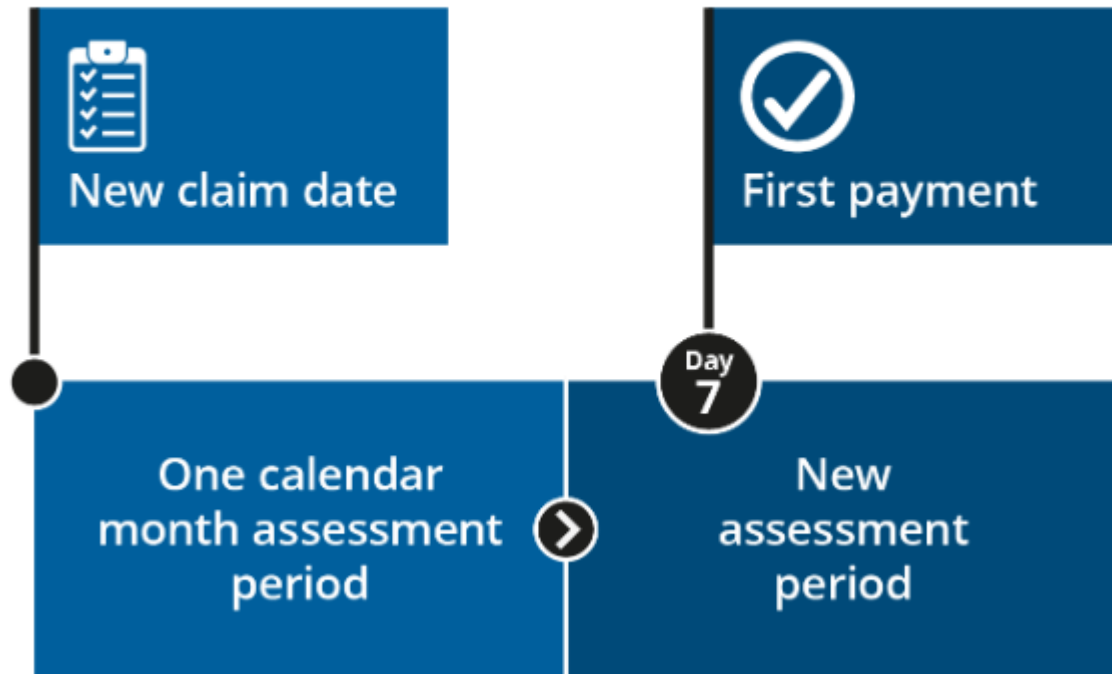 New claim date
First payment
Day
7
One calendar
month assessment
period
New
assessment
period